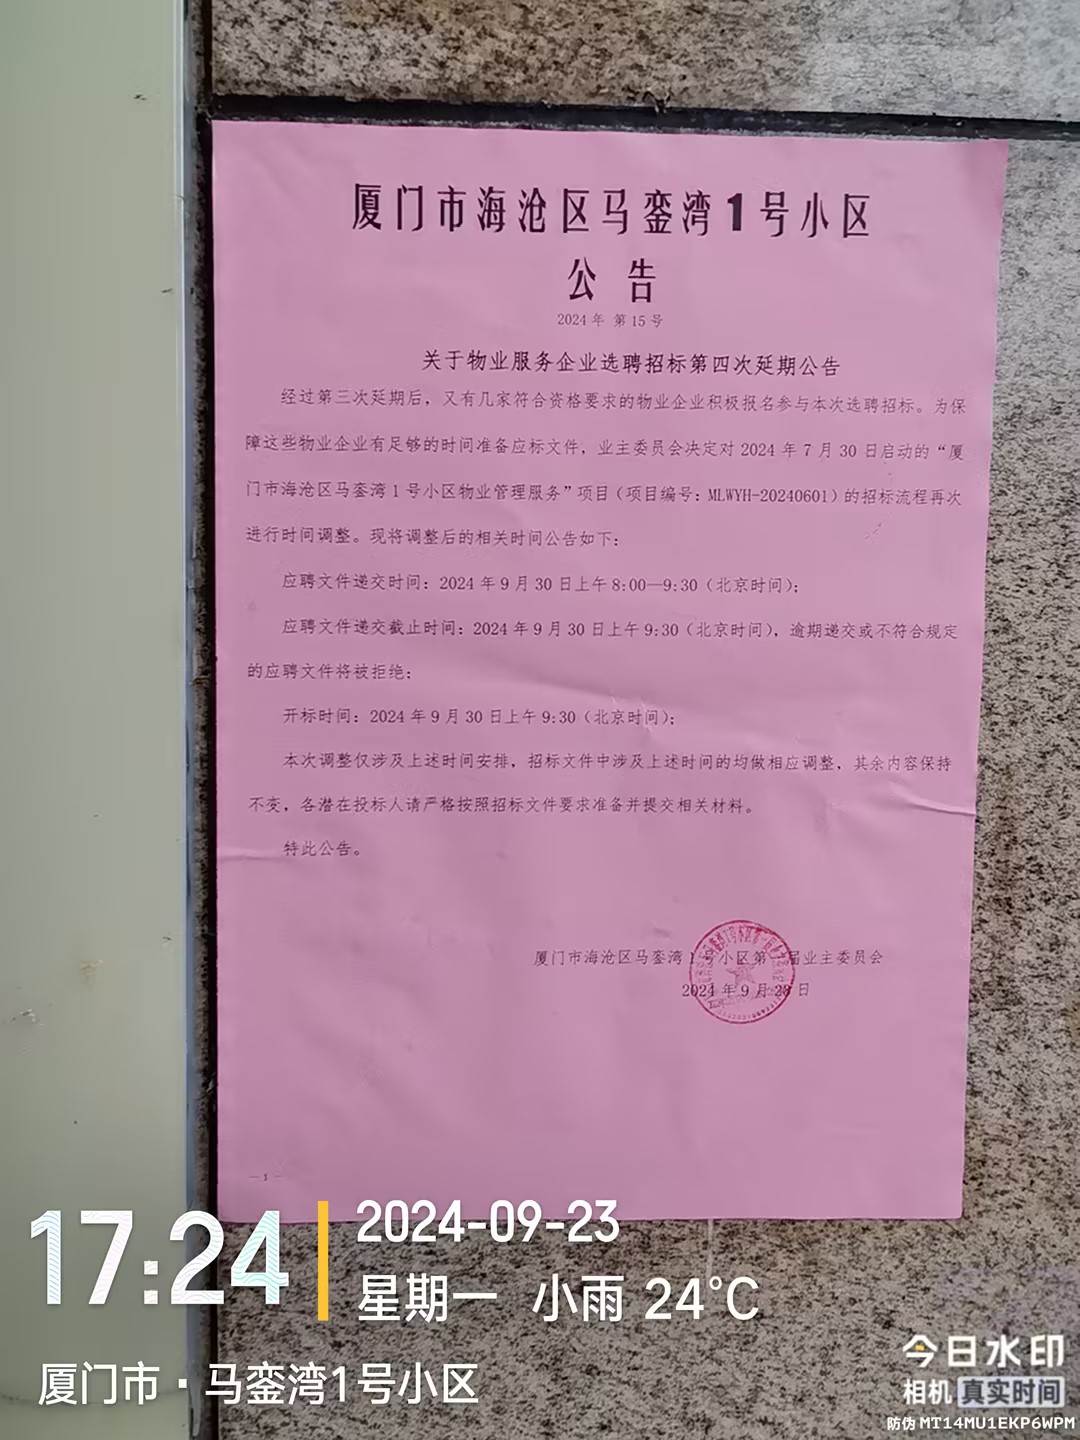 厦门市海沧区马銮湾1号小区
公告
2024年 第15号
关于物业服务企业选聘招标第四次延期公告
经过第三次延期后，又有几家符合资格要求的物业企业积极报名参与本次选聘招标。为保
障这些物业企业有足够的时间准备应标文件，业主委员会决定对2024年7月30日启动的“厦
门市海沧区马銮湾1号小区物业管理服务”项目（项目编号：MLWYH-20240601）的招标流程再次
进行时间调整。现将调整后的相关时间公告如下：
应聘文件递交时间：2024年9月30日上午8:00—9:30（北京时间）；
应聘文件递交截止时间：2024年9月30日上午9:30（北京时间），逾期递交或不符合规定
的应聘文件将被拒绝；
开标时间：2024年9月30日上午9:30（北京时间）；
本次调整仅涉及上述时间安排，招标文件中涉及上述时间的均做相应调整，其余内容保持
不变，各潜在投标人请严格按照招标文件要求准备并提交相关材料。
特此公告。
厦门市海沧区马銮湾1号小区第一届业主委员会
2024年9月2日
— 1 —
17:24
2024-09-23
星期一 小雨 24℃
厦门市·马銮湾1号小区
今日水印
相机 真实时间
防伪 MT14MU1EKP6WPM